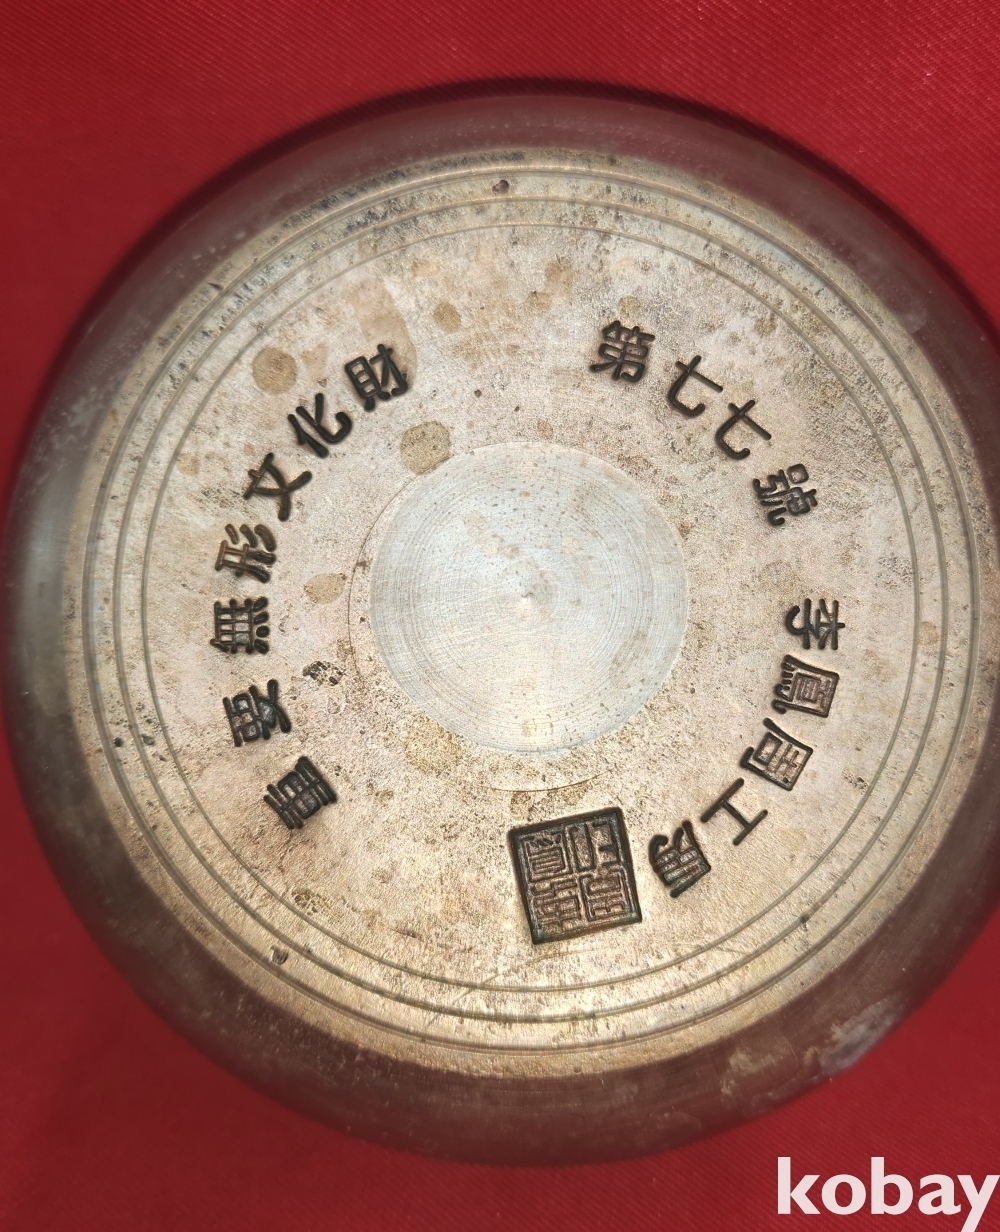 重要無形文化財
第七七號
李鳳周工房
kobay